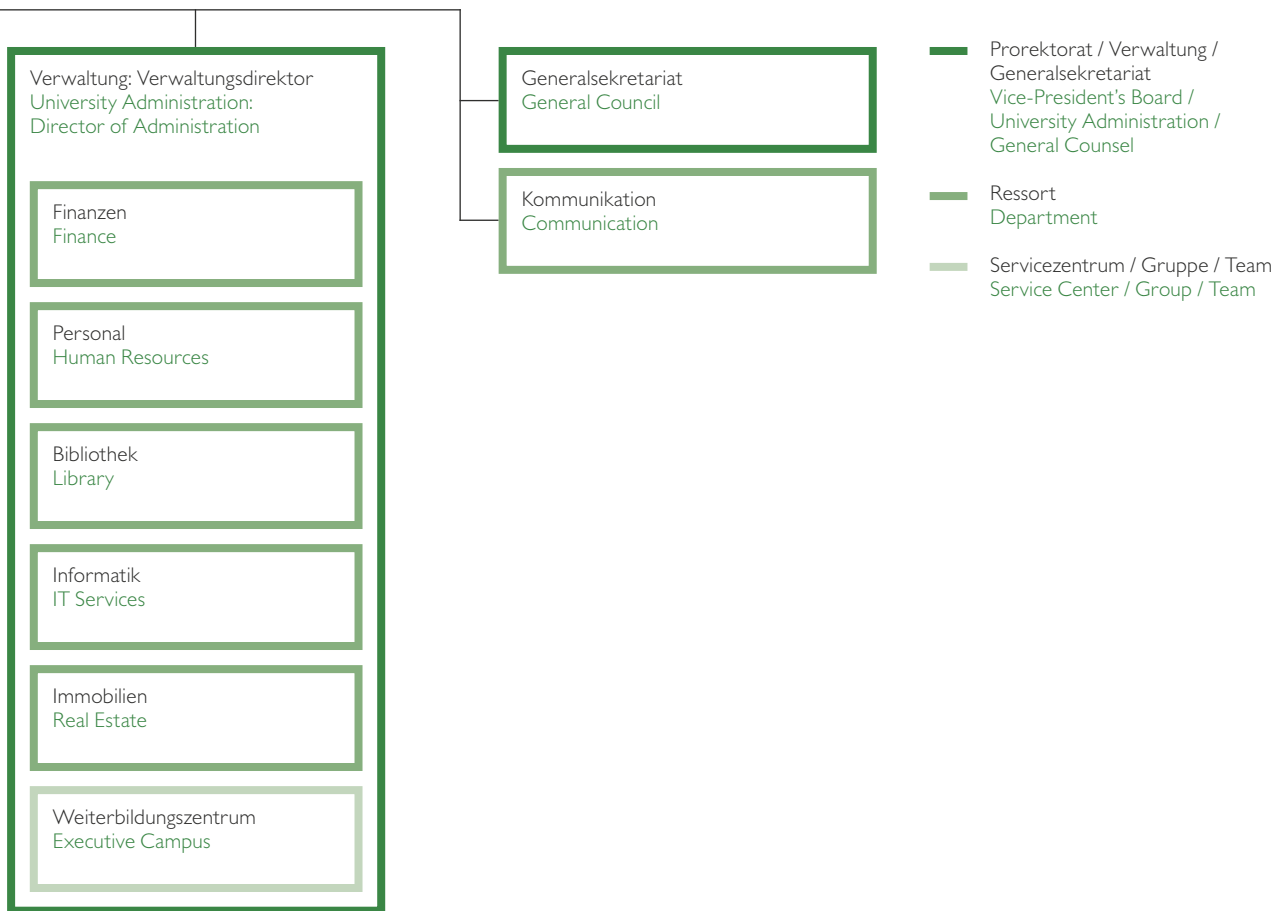 Verwaltung: Verwaltungsdirektor
University Administration:
Director of Administration
Finanzen
Finance
Personal
Human Resources
Bibliothek
Library
Informatik
IT Services
Immobilien
Real Estate
Weiterbildungszentrum
Executive Campus
Generalsekretariat
General Council
Kommunikation
Communication
Prorektorat / Verwaltung /
Generalsekretariat
Vice-President's Board /
University Administration /
General Counsel
Ressort
Department
Servicezentrum / Gruppe / Team
Service Center / Group / Team